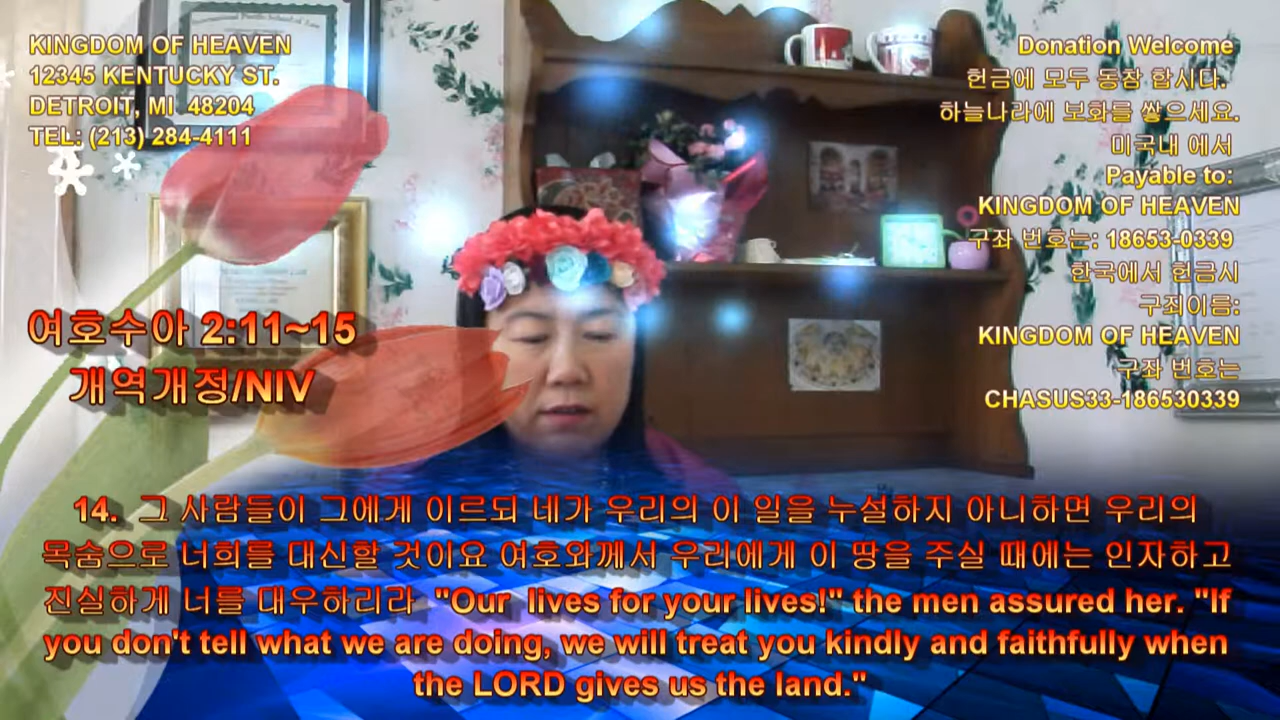 KINGDOM OF HEAVEN
12345 KENTUCKY ST.
DETROIT, MI 48204
TEL: (213) 284-4111
Donation Welcome
헌금에 모두 동참 합시다.
하늘나라에 보화를 쌓으세요.
미국내 에서
Payable to:
KINGDOM OF HEAVEN
구좌 번호는: 18653-0339
한국에서 헌금시
구죄이름:
KINGDOM OF HEAVEN
구좌 번호는
CHASUS33-186530339
여호수아 2:11~15
개역개정/NIV
14. 그 사람들이 그에게 이르되 네가 우리의 이 일을 누설하지 아니하면 우리의
목숨으로 너희를 대신할 것이요 여호와께서 우리에게 이 땅을 주실 때에는 인자하고
진실하게 너를 대우하리라 "Our lives for your lives!" the men assured her. "If
you don't tell what we are doing, we will treat you kindly and faithfully when
the LORD gives us the land."